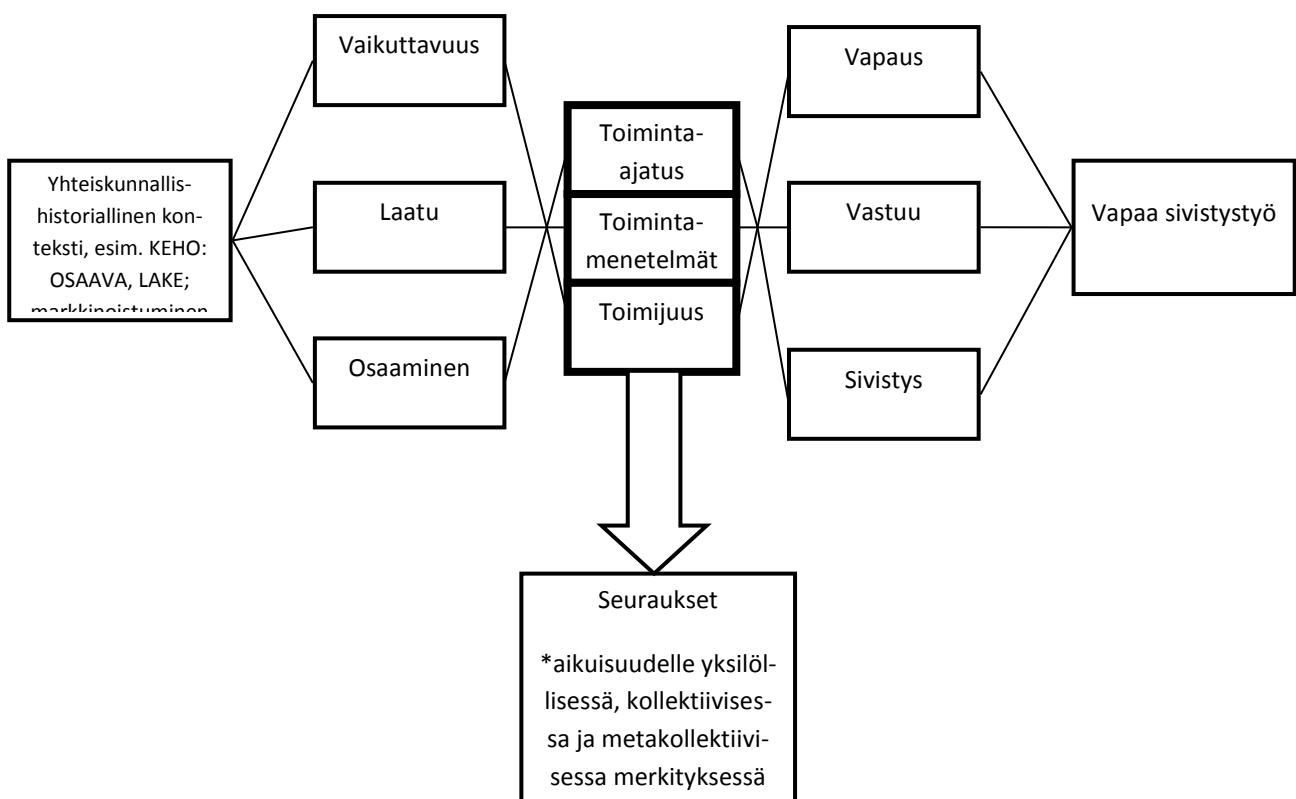 Yhteiskunnallis-
historiallinen kon-
teksti, esim. KEHO:
OSAAVA, LAKE;
markkinoistuminen
Vaikuttavuus
Laatu
Osaaminen
Toiminta-
ajatus
Toiminta-
menetelmät
Toimijuus
Vapaus
Vastuu
Sivistys
Vapaa sivistystyö
Seuraukset
*aikuisuudelle yksilöl-
lisessä, kollektiivises-
sa ja metakollektiivi-
sessa merkityksessä